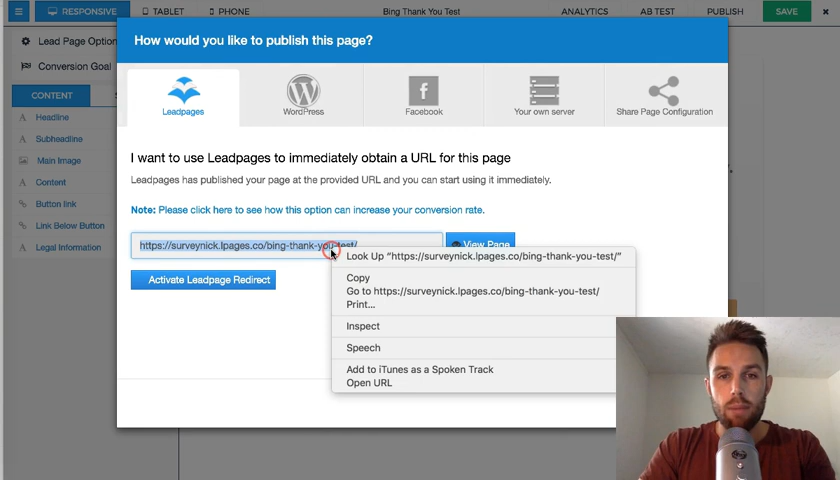 RESPONSIVE TABLET PHONE Bing Thank You Test ANALYTICS AB TEST PUBLISH SAVE
Lead Page Option
Conversion Goal
CONTENT S
Headline
Subheadline
Main Image
Content
Button link
Link Below Button
Legal Information
How would you like to publish this page?
Leadpages WordPress Facebook Your own server Share Page Configuration
I want to use Leadpages to immediately obtain a URL for this page
Leadpages has published your page at the provided URL and you can start using it immediately.
Note: Please click here to see how this option can increase your conversion rate.
https://surveynick.lpages.co/bing-thank-you-test/ View Page
Activate Leadpage Redirect
Look Up “https://surveynick.lpages.co/bing-thank-you-test/”
Copy
Go to https://surveynick.lpages.co/bing-thank-you-test/
Print...
Inspect
Speech
Add to iTunes as a Spoken Track
Open URL